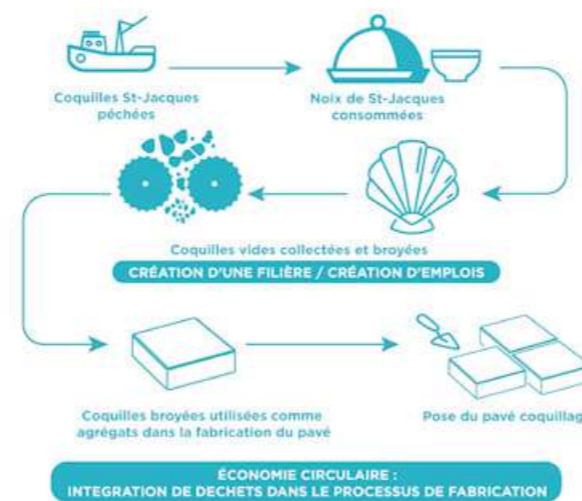 Coquilles St-Jacques
pêchées
Noix de St-Jacques
consommées
Coquilles vides collectées et broyées
CRÉATION D'UNE FILIÈRE / CRÉATION D'EMPLOIS
Coquilles broyées utilisées comme
agrégats dans la fabrication du pavé
Pose du pavé coquillag
ÉCONOMIE CIRCULAIRE :
INTEGRATION DE DECHETS DANS LE PROCESSUS DE FABRICATION